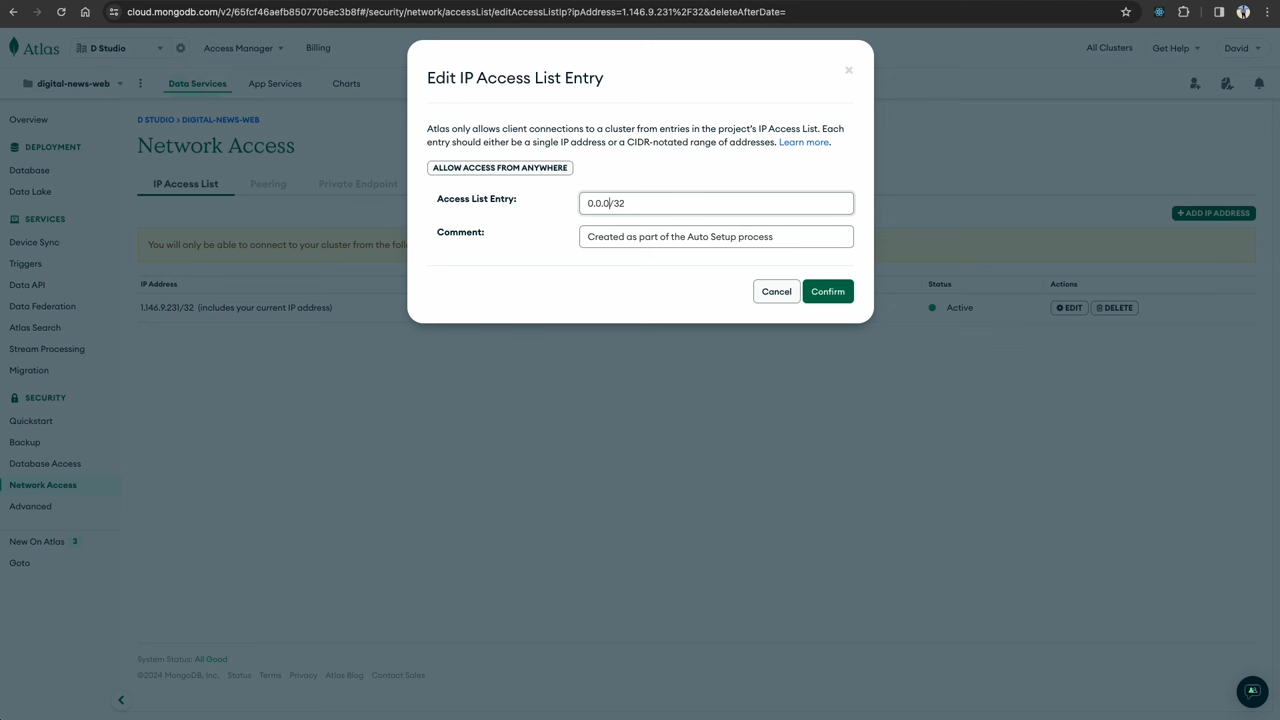 cloud.mongodb.com/v2/65fcf46aefb8507705ec3b8f#/security/network/accessList/editAccessListIp?ipAddress=1.146.9.231%2F32&deleteAfterDate=
Atlas
D Studio
Access Manager
Billing
All Clusters
Get Help
David
digital-news-web
Data Services
App Services
Charts
Overview
DEPLOYMENT
Database
Data Lake
SERVICES
Device Sync
Triggers
Data API
Data Federation
Atlas Search
Stream Processing
Migration
SECURITY
Quickstart
Backup
Database Access
Network Access
Advanced
New On Atlas 3
Goto
D STUDIO > DIGITAL-NEWS-WEB
Network Access
IP Access List
Peering
Private Endpoint
+ ADD IP ADDRESS
You will only be able to connect to your cluster from the follo
IP Address
Status
Actions
1.146.9.231/32 (includes your current IP address)
Active
EDIT
DELETE
Edit IP Access List Entry
Atlas only allows client connections to a cluster from entries in the project's IP Access List. Each
entry should either be a single IP address or a CIDR-notated range of addresses. Learn more.
ALLOW ACCESS FROM ANYWHERE
Access List Entry:
0.0.0/32
Comment:
Created as part of the Auto Setup process
Cancel
Confirm
System Status: All Good
©2024 MongoDB, Inc. Status Terms Privacy Atlas Blog Contact Sales